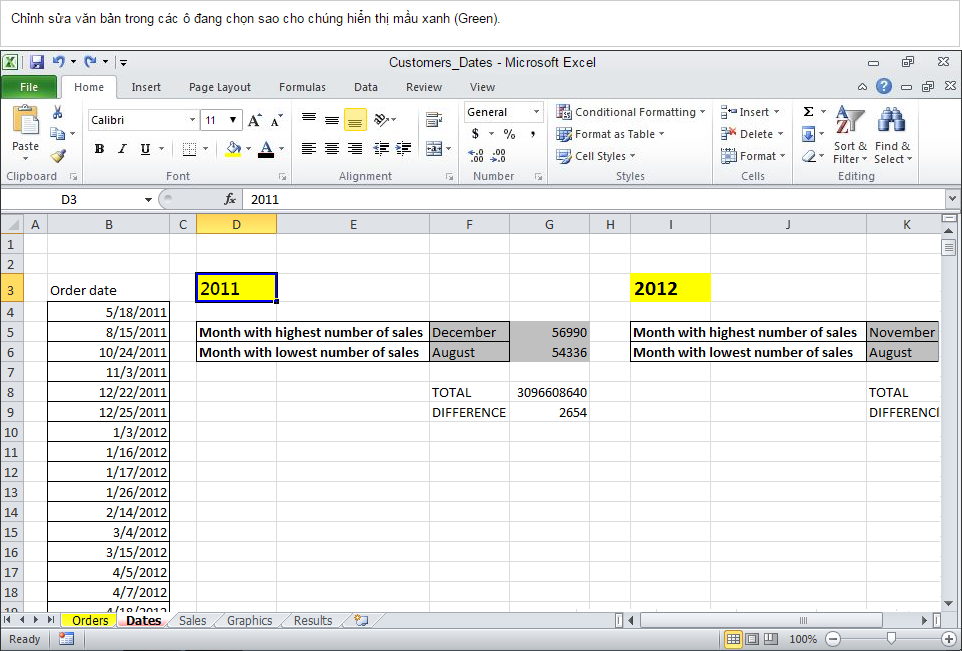 Chỉnh sửa văn bản trong các ô đang chọn sao cho chúng hiển thị mầu xanh (Green).
Customers_Dates - Microsoft Excel
File Home Insert Page Layout Formulas Data Review View
Paste
Calibri 11
B I U A
General
$ % ,
Conditional Formatting
Format as Table
Cell Styles
Insert
Delete
Format
Σ
Sort & Filter
Find & Select
Clipboard Font Alignment Number Styles Cells Editing
D3 fx 2011
A B C D E F G H I J K
1
2
3 Order date 2011 2012
4 5/18/2011
5 8/15/2011 Month with highest number of sales December 56990 Month with highest number of sales November
6 10/24/2011 Month with lowest number of sales August 54336 Month with lowest number of sales August
7 11/3/2011
8 12/22/2011 TOTAL 3096608640 TOTAL
9 12/25/2011 DIFFERENCE 2654 DIFFERENCI
10 1/3/2012
11 1/16/2012
12 1/17/2012
13 1/26/2012
14 2/14/2012
15 3/4/2012
16 3/15/2012
17 4/5/2012
18 4/7/2012
19 4/18/2012
Orders Dates Sales Graphics Results
Ready 100%